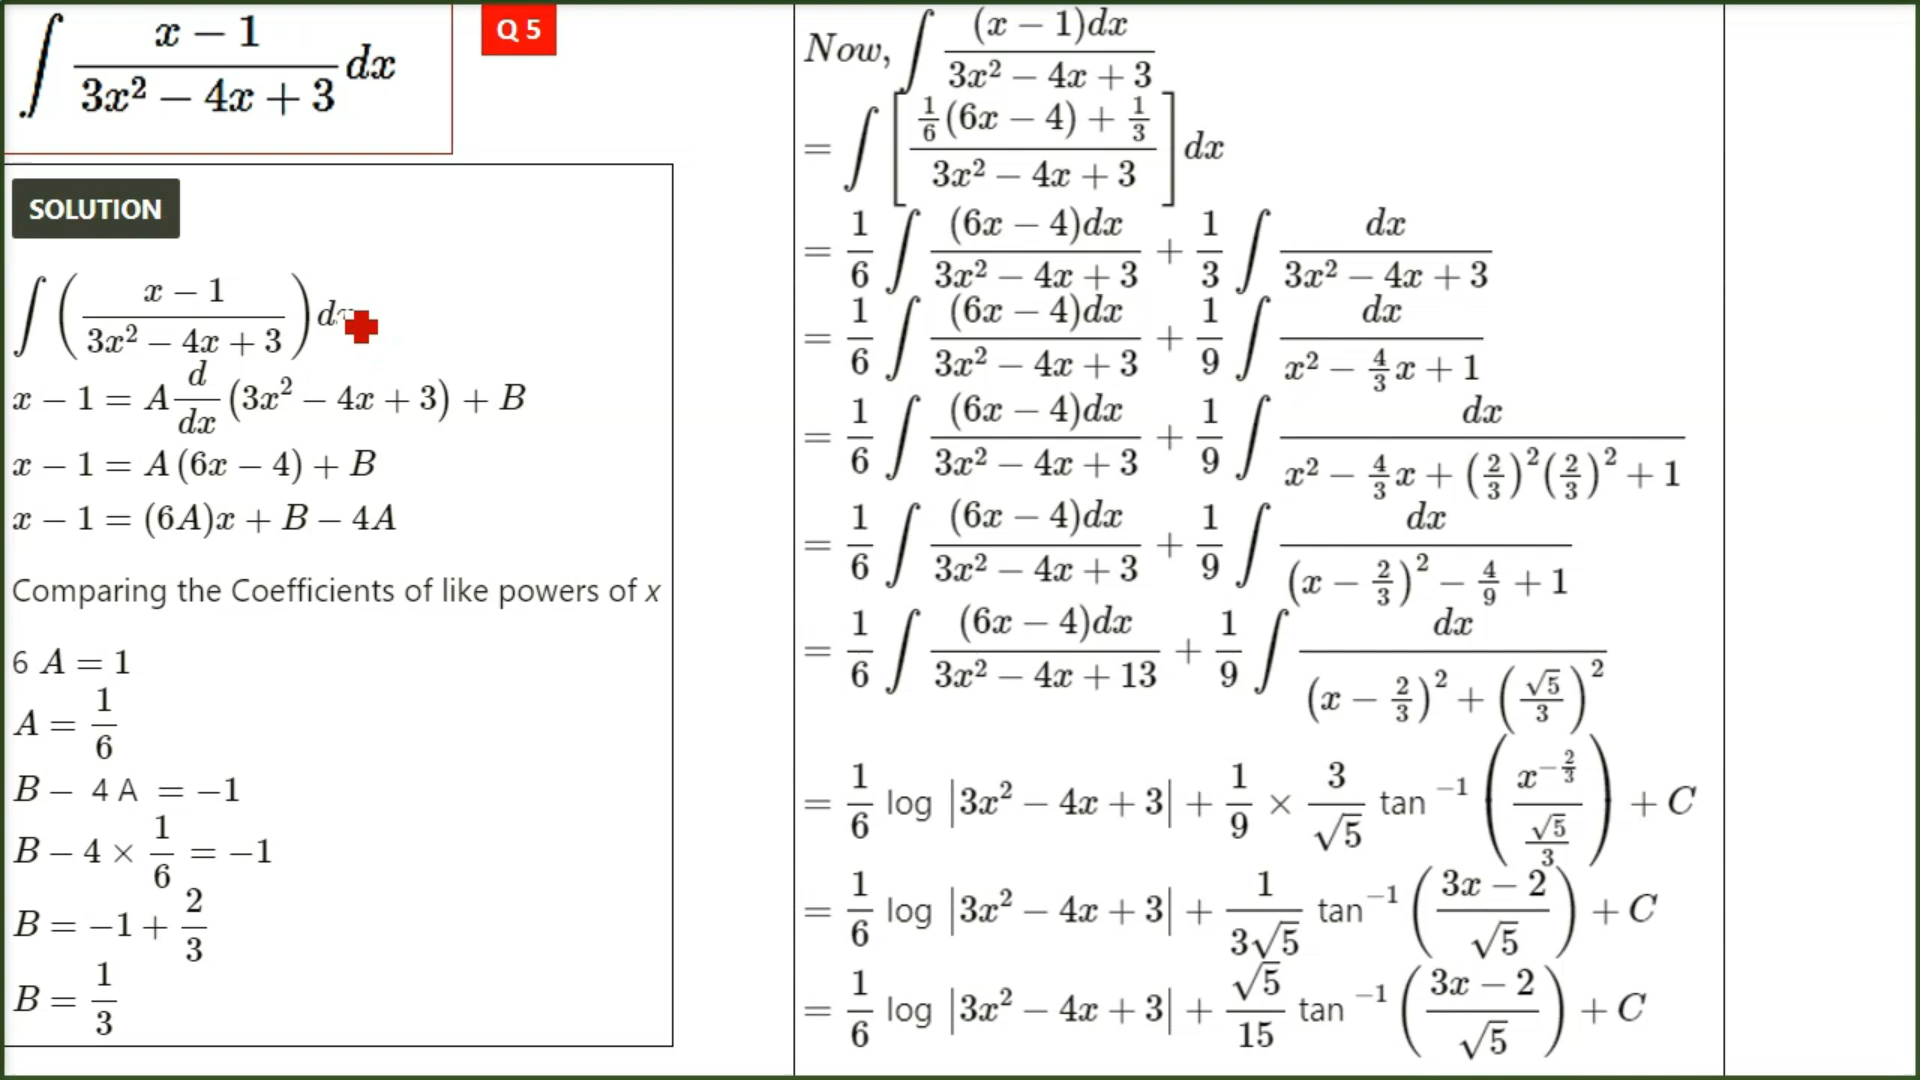 ∫ (x − 1)/(3x² − 4x + 3) dx
Q 5
SOLUTION
∫ ( (x − 1)/(3x² − 4x + 3) ) d
x − 1 = A d/dx (3x² − 4x + 3) + B
x − 1 = A (6x − 4) + B
x − 1 = (6A)x + B − 4A
Comparing the Coefficients of like powers of x
6 A = 1
A = 1/6
B − 4 A = −1
B − 4 × 1/6 = −1
B = −1 + 2/3
B = 1/3
Now, ∫ (x − 1)dx/(3x² − 4x + 3)
= ∫ [ (1/6(6x − 4) + 1/3)/(3x² − 4x + 3) ] dx
= 1/6 ∫ (6x − 4)dx/(3x² − 4x + 3) + 1/3 ∫ dx/(3x² − 4x + 3)
= 1/6 ∫ (6x − 4)dx/(3x² − 4x + 3) + 1/9 ∫ dx/(x² − 4/3 x + 1)
= 1/6 ∫ (6x − 4)dx/(3x² − 4x + 3) + 1/9 ∫ dx/(x² − 4/3 x + (2/3)² (2/3)² + 1)
= 1/6 ∫ (6x − 4)dx/(3x² − 4x + 3) + 1/9 ∫ dx/((x − 2/3)² − 4/9 + 1)
= 1/6 ∫ (6x − 4)dx/(3x² − 4x + 13) + 1/9 ∫ dx/((x − 2/3)² + (√5/3)²)
= 1/6 log |3x² − 4x + 3| + 1/9 × 3/√5 tan⁻¹ ( x^(−2/3) / (√5/3) ) + C
= 1/6 log |3x² − 4x + 3| + 1/(3√5) tan⁻¹ ( (3x − 2)/√5 ) + C
= 1/6 log |3x² − 4x + 3| + √5/15 tan⁻¹ ( (3x − 2)/√5 ) + C